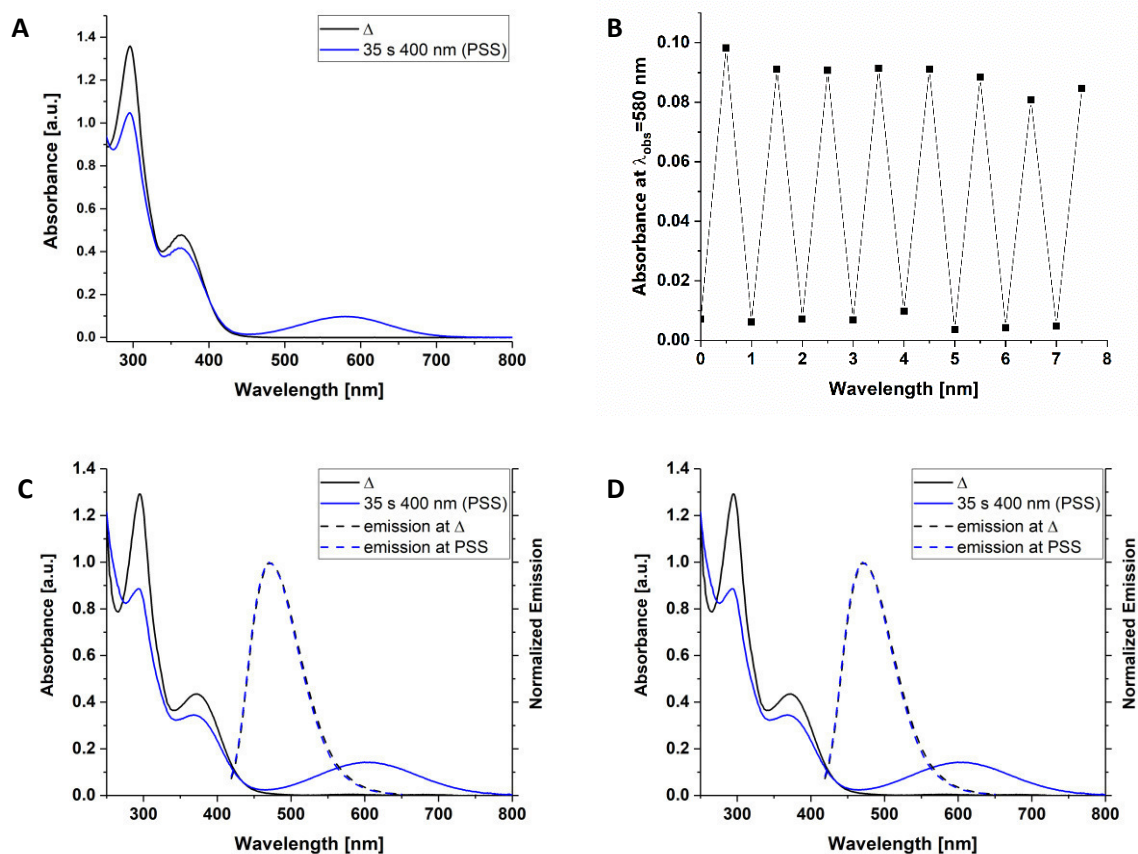 A
Δ
35 s 400 nm (PSS)
Absorbance [a.u.]
1.4
1.2
1.0
0.8
0.6
0.4
0.2
0.0
300 400 500 600 700 800
Wavelength [nm]
B
Absorbance at λobs=580 nm
0.10
0.08
0.06
0.04
0.02
0.00
0 1 2 3 4 5 6 7 8
Wavelength [nm]
C
Δ
35 s 400 nm (PSS)
emission at Δ
emission at PSS
Absorbance [a.u.]
1.4
1.2
1.0
0.8
0.6
0.4
0.2
0.0
300 400 500 600 700 800
Wavelength [nm]
Normalized Emission
D
Δ
35 s 400 nm (PSS)
emission at Δ
emission at PSS
Absorbance [a.u.]
1.4
1.2
1.0
0.8
0.6
0.4
0.2
0.0
300 400 500 600 700 800
Wavelength [nm]
Normalized Emission